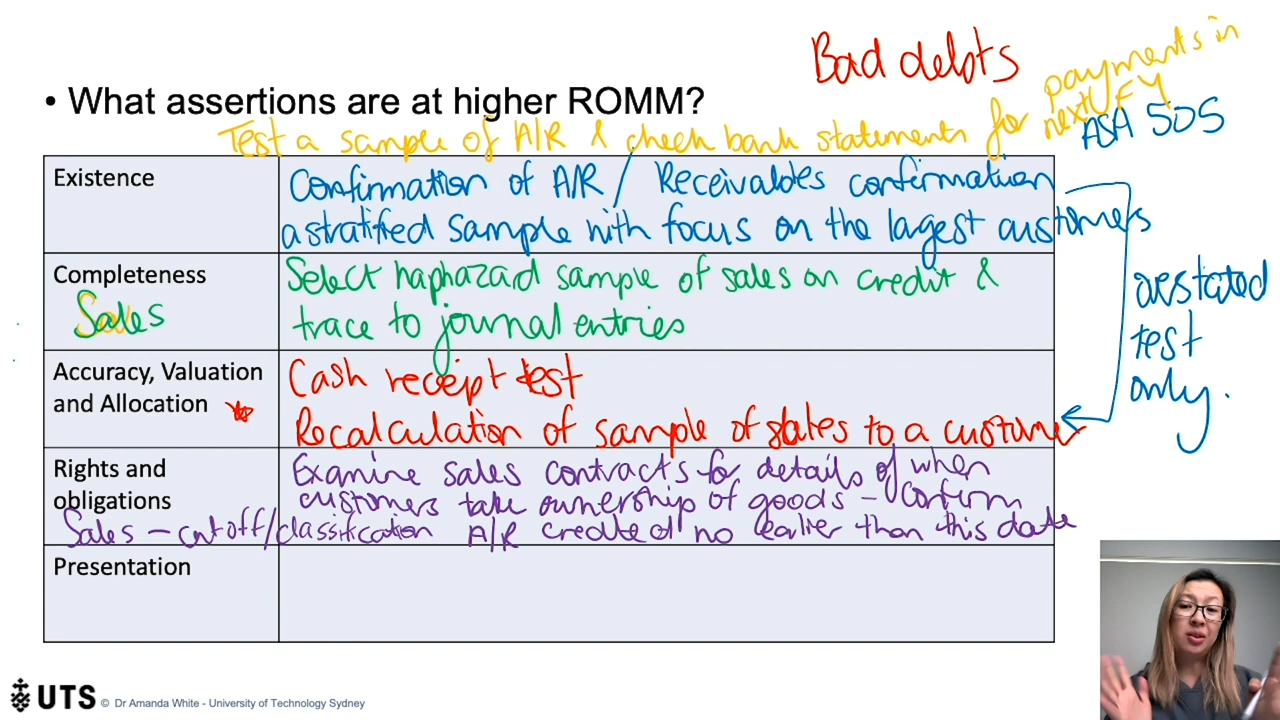 Bad debts
• What assertions are at higher ROMM?
Test a sample of A/R & check bank statements for payments in
next FY
ASA 505
Existence
Confirmation of A/R / Receivables confirmation
a stratified sample with focus on the largest customers
Completeness
Sales
Select haphazard sample of sales on credit &
trace to journal entries
Accuracy, Valuation
and Allocation
Cash receipt test
Recalculation of sample of sales to a customer
test
only.
Rights and
obligations
Sales - cut off/classification
Examine sales contracts for details of when
customers take ownership of goods - confirm
A/R created no earlier than this date
Presentation
UTS © Dr Amanda White - University of Technology Sydney